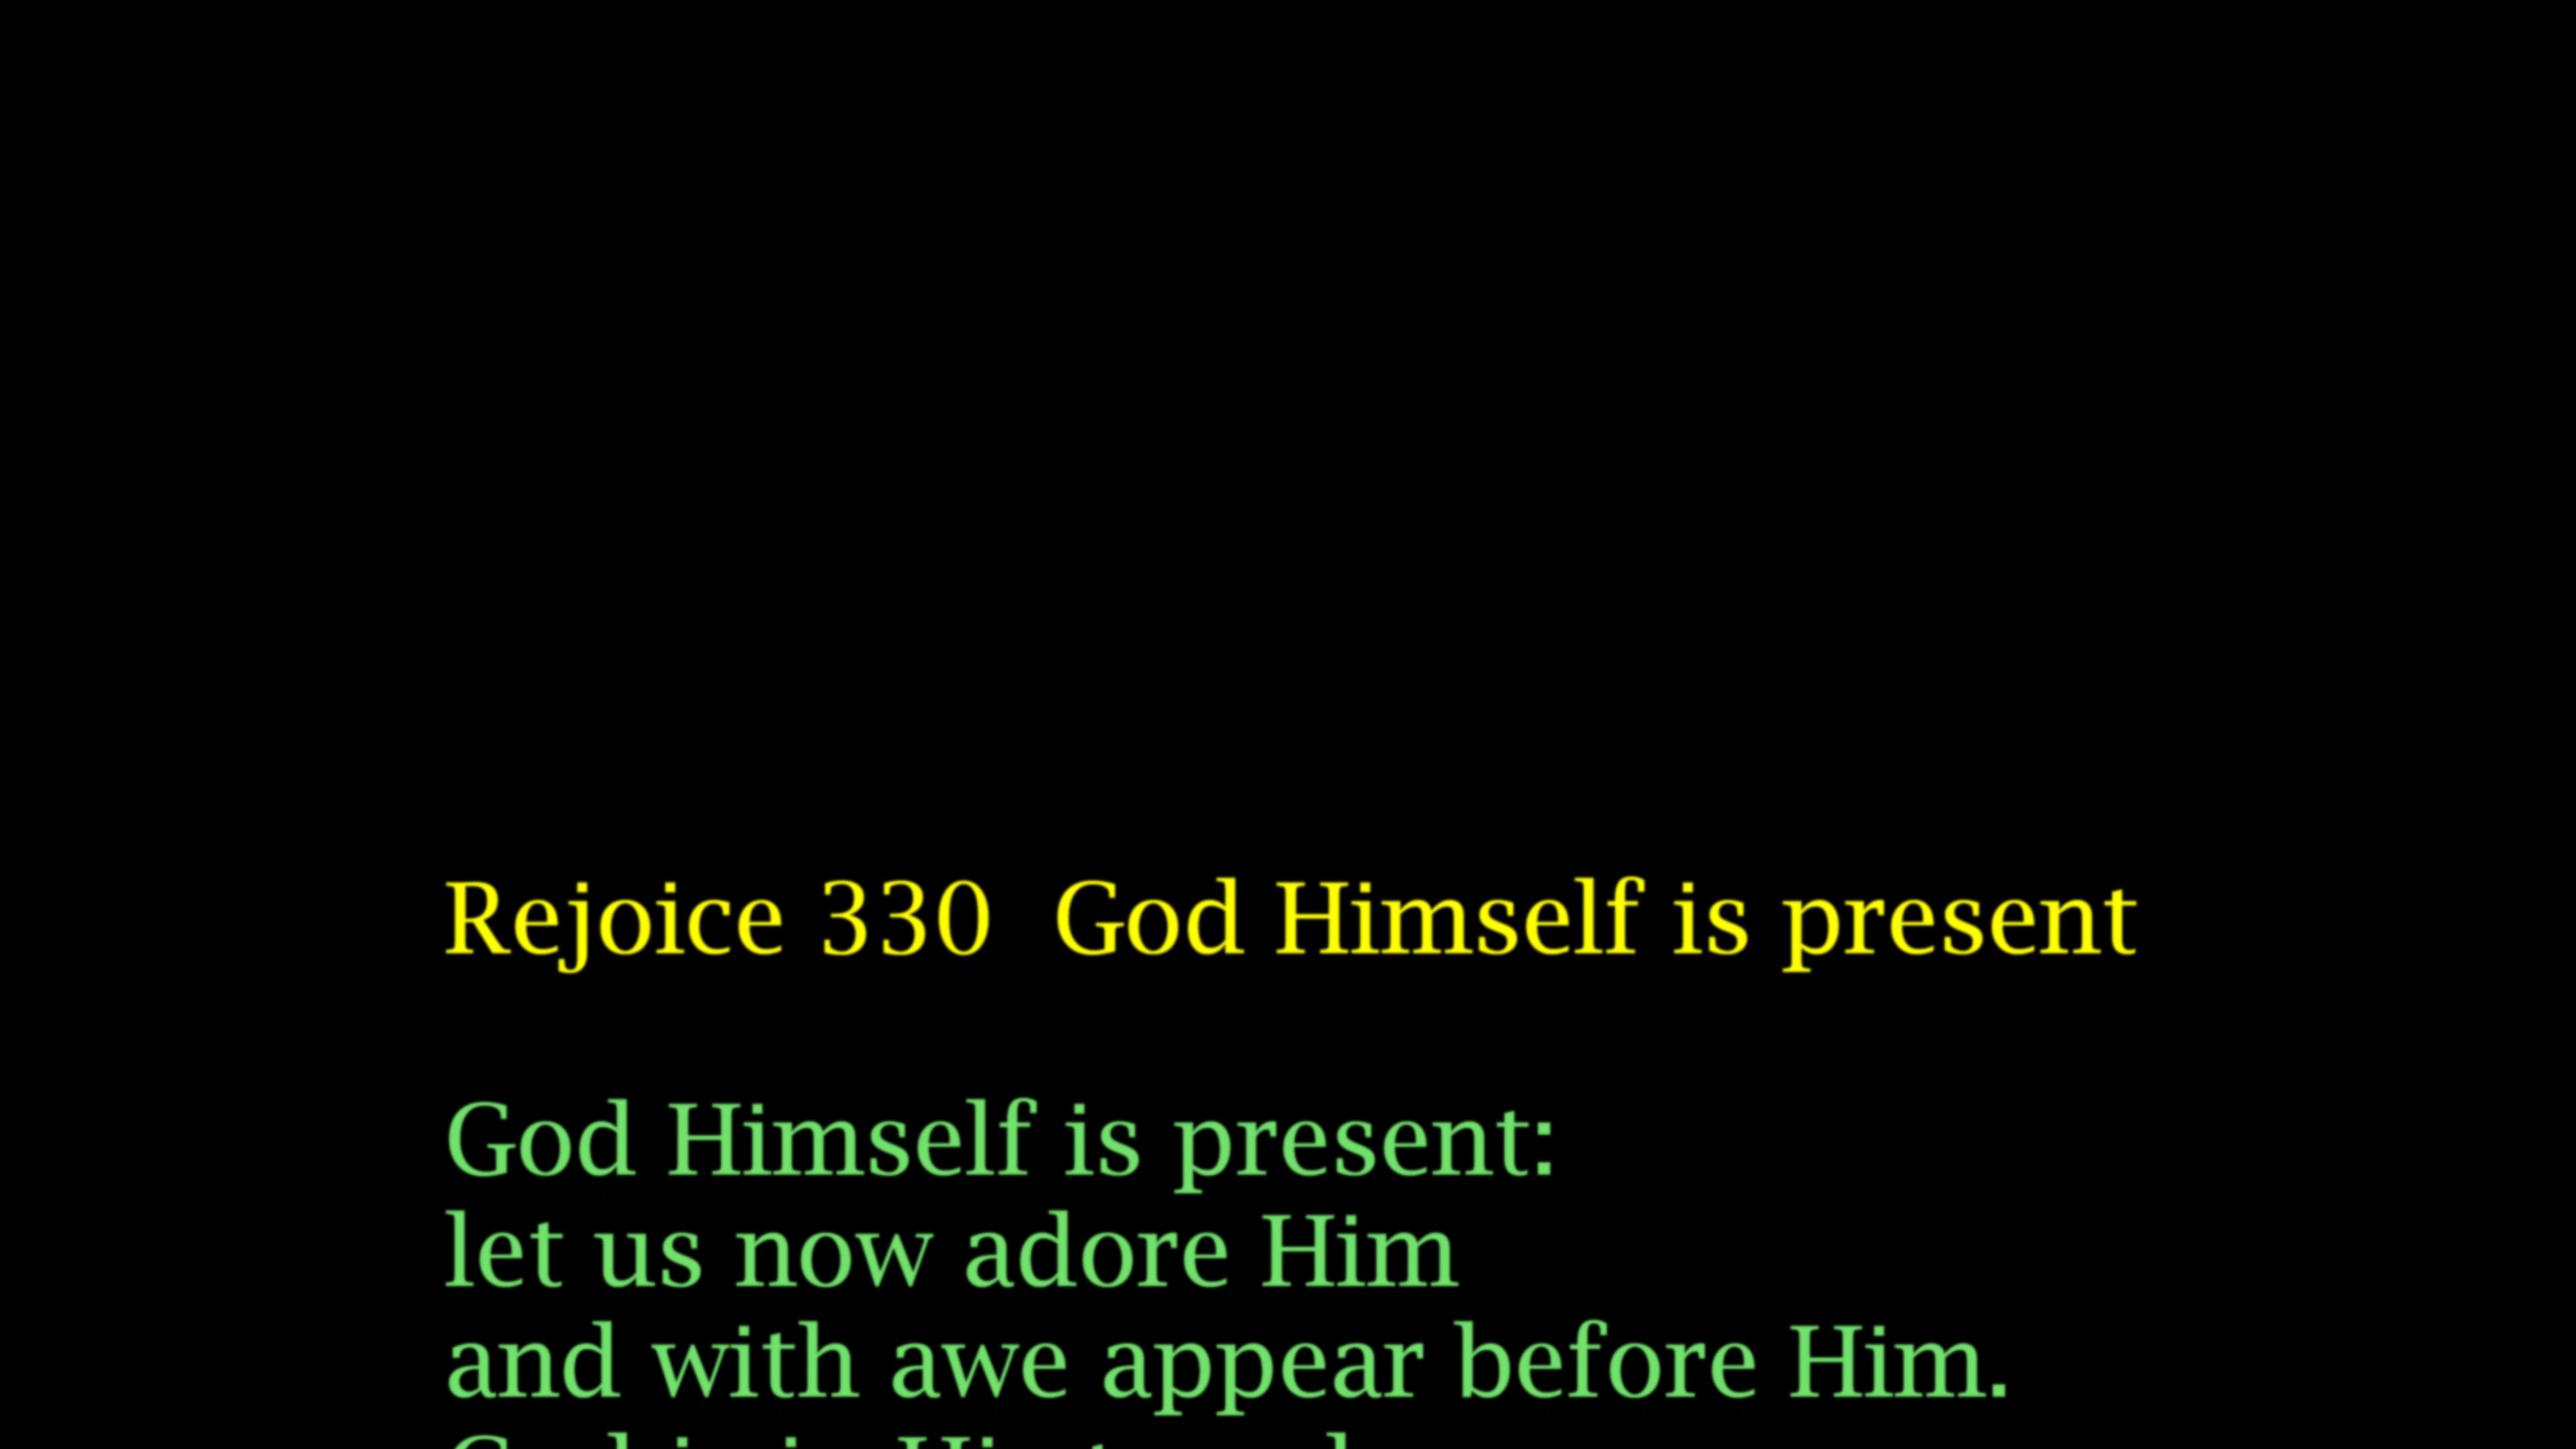 Rejoice 330  God Himself is present
God Himself is present:
let us now adore Him
and with awe appear before Him.